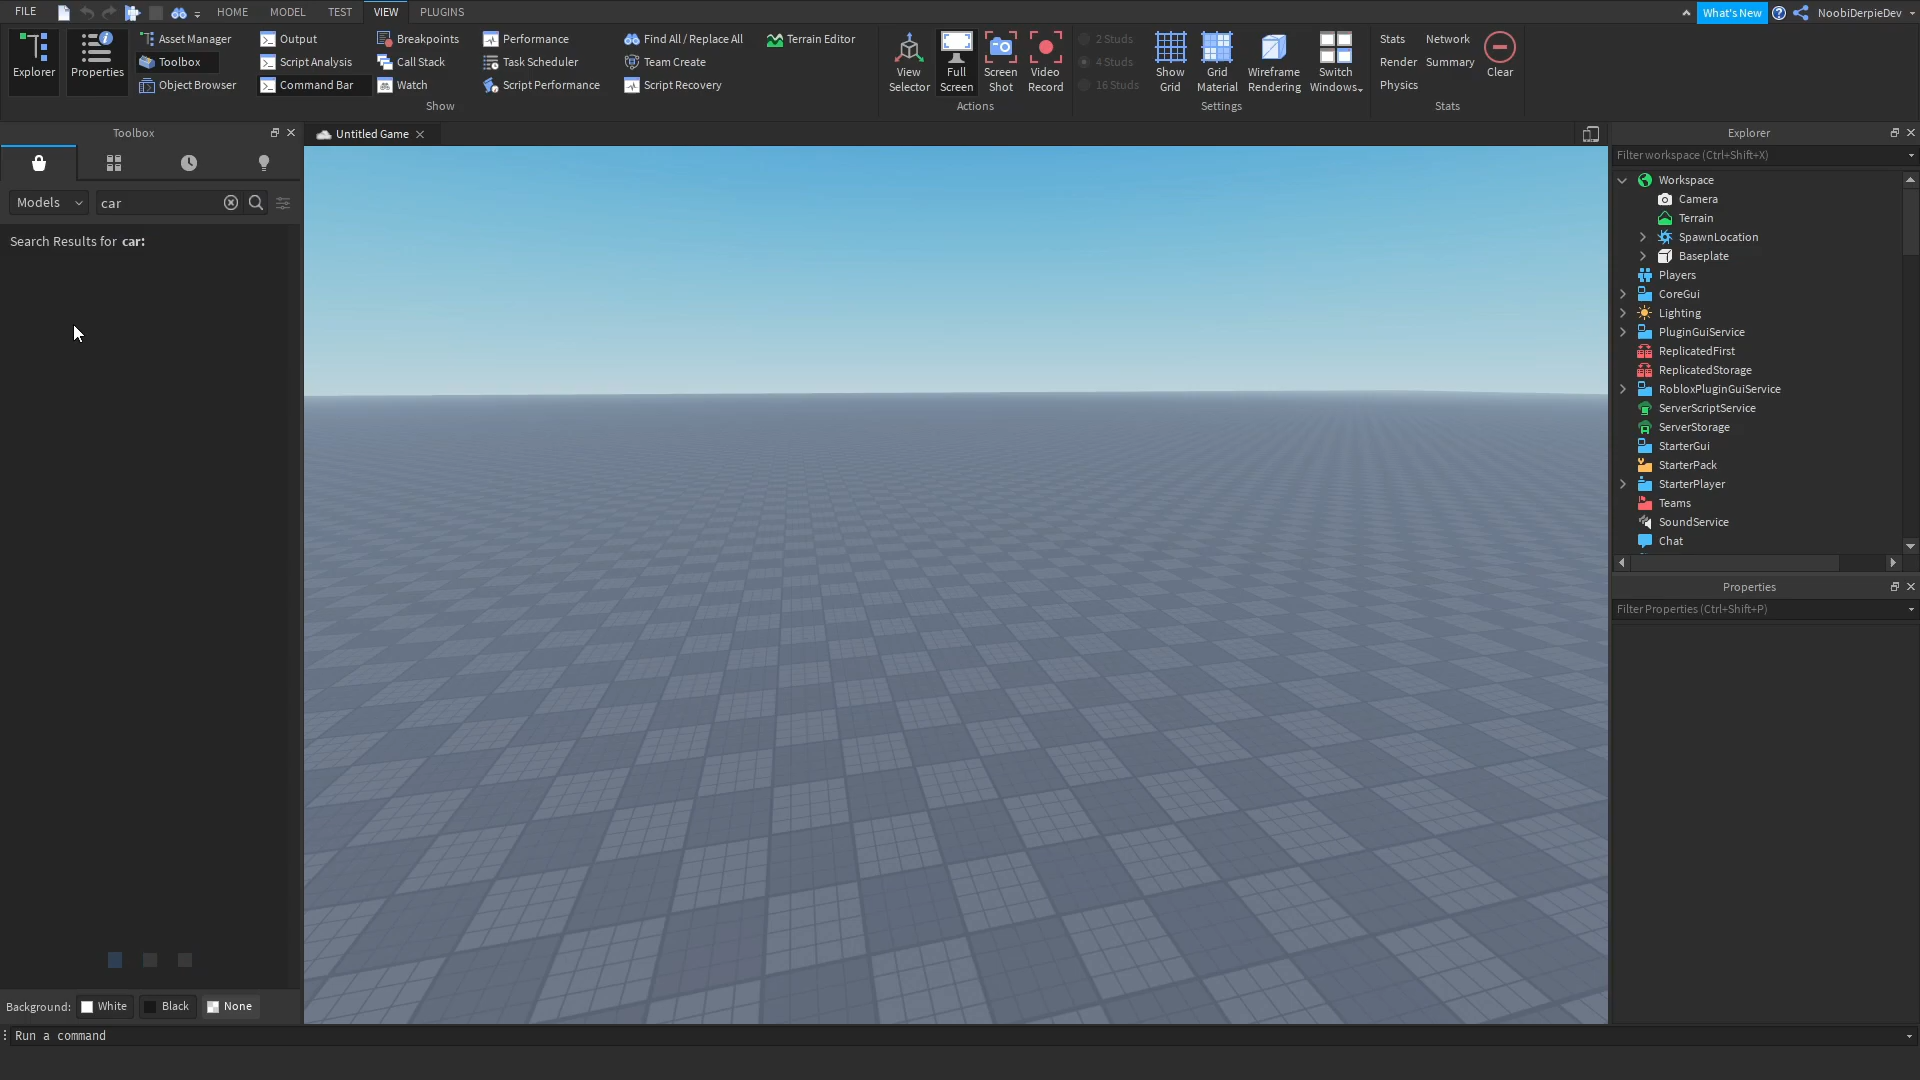 FILE HOME MODEL TEST VIEW PLUGINS What's New NoobiDerpieDev
Asset Manager Output Breakpoints Performance Find All / Replace All Terrain Editor 2 Studs Stats Network
Toolbox Script Analysis Call Stack Task Scheduler Team Create 4 Studs Render Summary
Explorer Properties View Full Screen Video Show Grid Wireframe Switch Clear
Object Browser Command Bar Watch Script Performance Script Recovery Selector Screen Shot Record 16 Studs Grid Material Rendering Windows Physics
Show Actions Settings Stats
Toolbox
Untitled Game
Models car
Search Results for car:
Background: White Black None
Run a command
Explorer
Filter workspace (Ctrl+Shift+X)
Workspace
Camera
Terrain
SpawnLocation
Baseplate
Players
CoreGui
Lighting
PluginGuiService
ReplicatedFirst
ReplicatedStorage
RobloxPluginGuiService
ServerScriptService
ServerStorage
StarterGui
StarterPack
StarterPlayer
Teams
SoundService
Chat
Properties
Filter Properties (Ctrl+Shift+P)